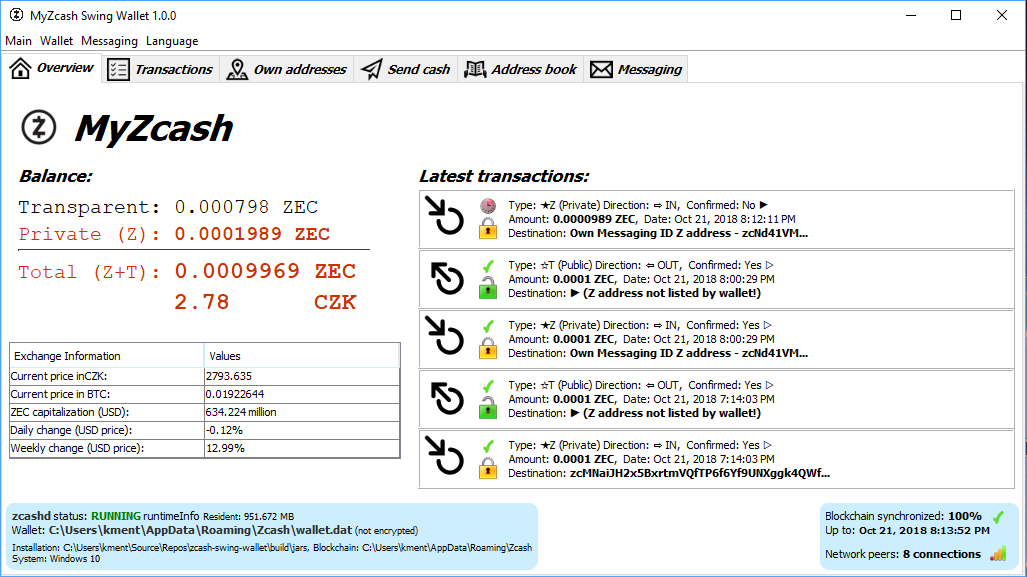 MyZcash Swing Wallet 1.0.0
Main Wallet Messaging Language
Overview Transactions Own addresses Send cash Address book Messaging
MyZcash
Balance:
Transparent: 0.000798 ZEC
Private (Z): 0.0001989 ZEC
Total (Z+T): 0.0009969 ZEC
2.78 CZK
Exchange Information Values
Current price inCZK: 2793.635
Current price in BTC: 0.01922644
ZEC capitalization (USD): 634.224 million
Daily change (USD price): -0.12%
Weekly change (USD price): 12.99%
Latest transactions:
Type: ★Z (Private) Direction: ⇨ IN, Confirmed: No ►
Amount: 0.0000989 ZEC, Date: Oct 21, 2018 8:12:11 PM
Destination: Own Messaging ID Z address - zcNd41VM...
Type: ☆T (Public) Direction: ⇦ OUT, Confirmed: Yes ▷
Amount: 0.0001 ZEC, Date: Oct 21, 2018 8:00:29 PM
Destination: ► (Z address not listed by wallet!)
Type: ★Z (Private) Direction: ⇨ IN, Confirmed: Yes ▷
Amount: 0.0001 ZEC, Date: Oct 21, 2018 8:00:29 PM
Destination: Own Messaging ID Z address - zcNd41VM...
Type: ☆T (Public) Direction: ⇦ OUT, Confirmed: Yes ▷
Amount: 0.0001 ZEC, Date: Oct 21, 2018 7:14:03 PM
Destination: ► (Z address not listed by wallet!)
Type: ★Z (Private) Direction: ⇨ IN, Confirmed: Yes ▷
Amount: 0.0001 ZEC, Date: Oct 21, 2018 7:14:03 PM
Destination: zcMNaiJH2x5BxrtmVQfTP6f6Yf9UNXggk4QWf...
zcashd status: RUNNING runtimeInfo Resident: 951.672 MB
Wallet: C:\Users\kment\AppData\Roaming\Zcash\wallet.dat (not encrypted)
Installation: C:\Users\kment\Source\Repos\zcash-swing-wallet\build\jars, Blockchain: C:\Users\kment\AppData\Roaming\Zcash
System: Windows 10
Blockchain synchronized: 100%
Up to: Oct 21, 2018 8:13:52 PM
Network peers: 8 connections